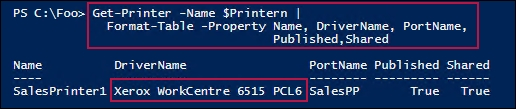 PS C:\Foo> Get-Printer -Name $Printern |
Format-Table -Property Name, DriverName, PortName,
Published,Shared
Name DriverName PortName Published Shared
---- ---------- -------- --------- ------
SalesPrinter1 Xerox WorkCentre 6515 PCL6 SalesPP True True